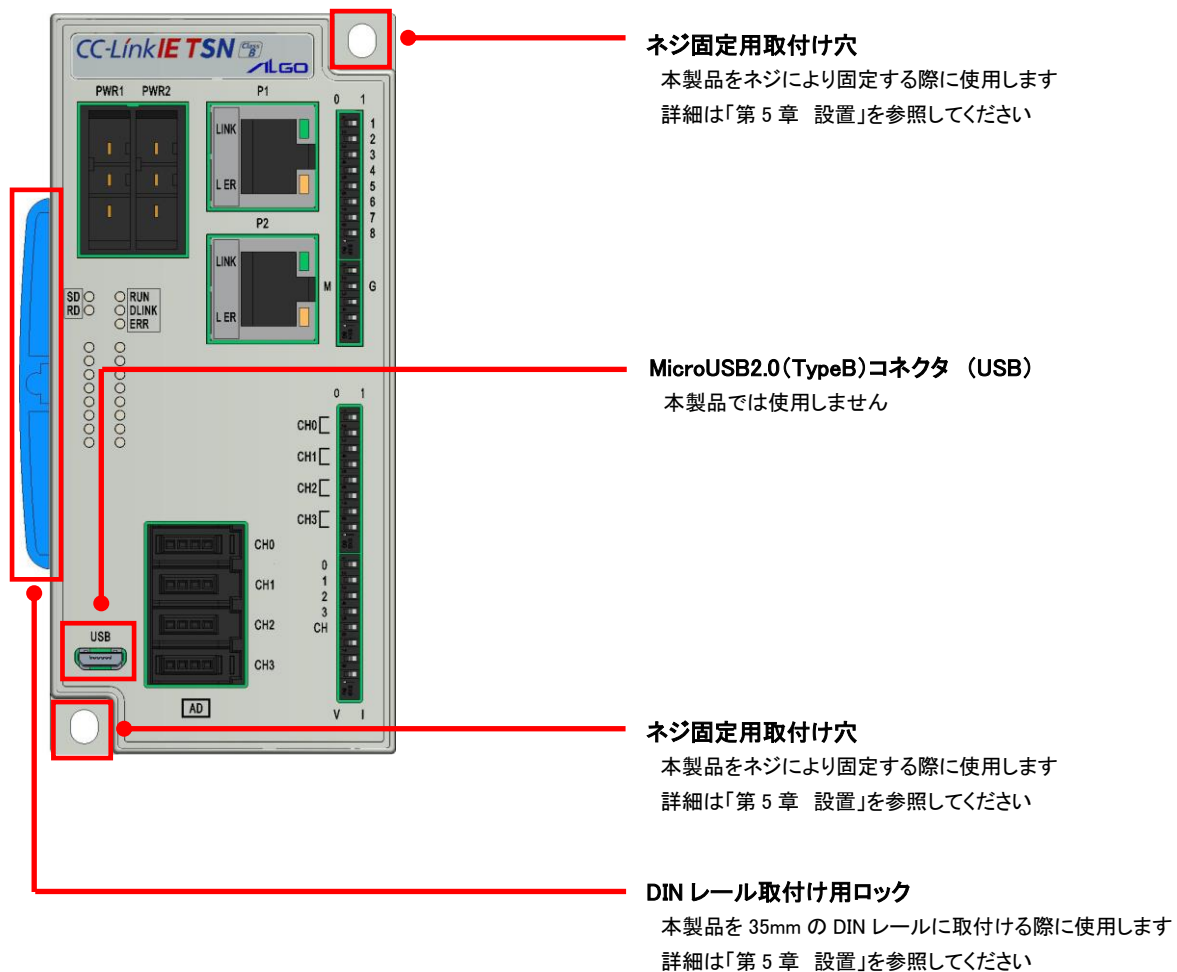 CC-Link IE TSN Class B
ALGO
PWR1 PWR2
P1
LINK
L ER
P2
LINK
L ER
0 1
1
2
3
4
5
6
7
8
M G
SD
RD
RUN
DLINK
ERR
0 1
CH0
CH1
CH2
CH3
CH0
CH1
CH2
CH3
0
1
2
3
CH
V I
USB
AD
ネジ固定用取付け穴
本製品をネジにより固定する際に使用します
詳細は「第 5 章 設置」を参照してください
MicroUSB2.0(TypeB)コネクタ (USB)
本製品では使用しません
ネジ固定用取付け穴
本製品をネジにより固定する際に使用します
詳細は「第 5 章 設置」を参照してください
DIN レール取付け用ロック
本製品を 35mm の DIN レールに取付ける際に使用します
詳細は「第 5 章 設置」を参照してください